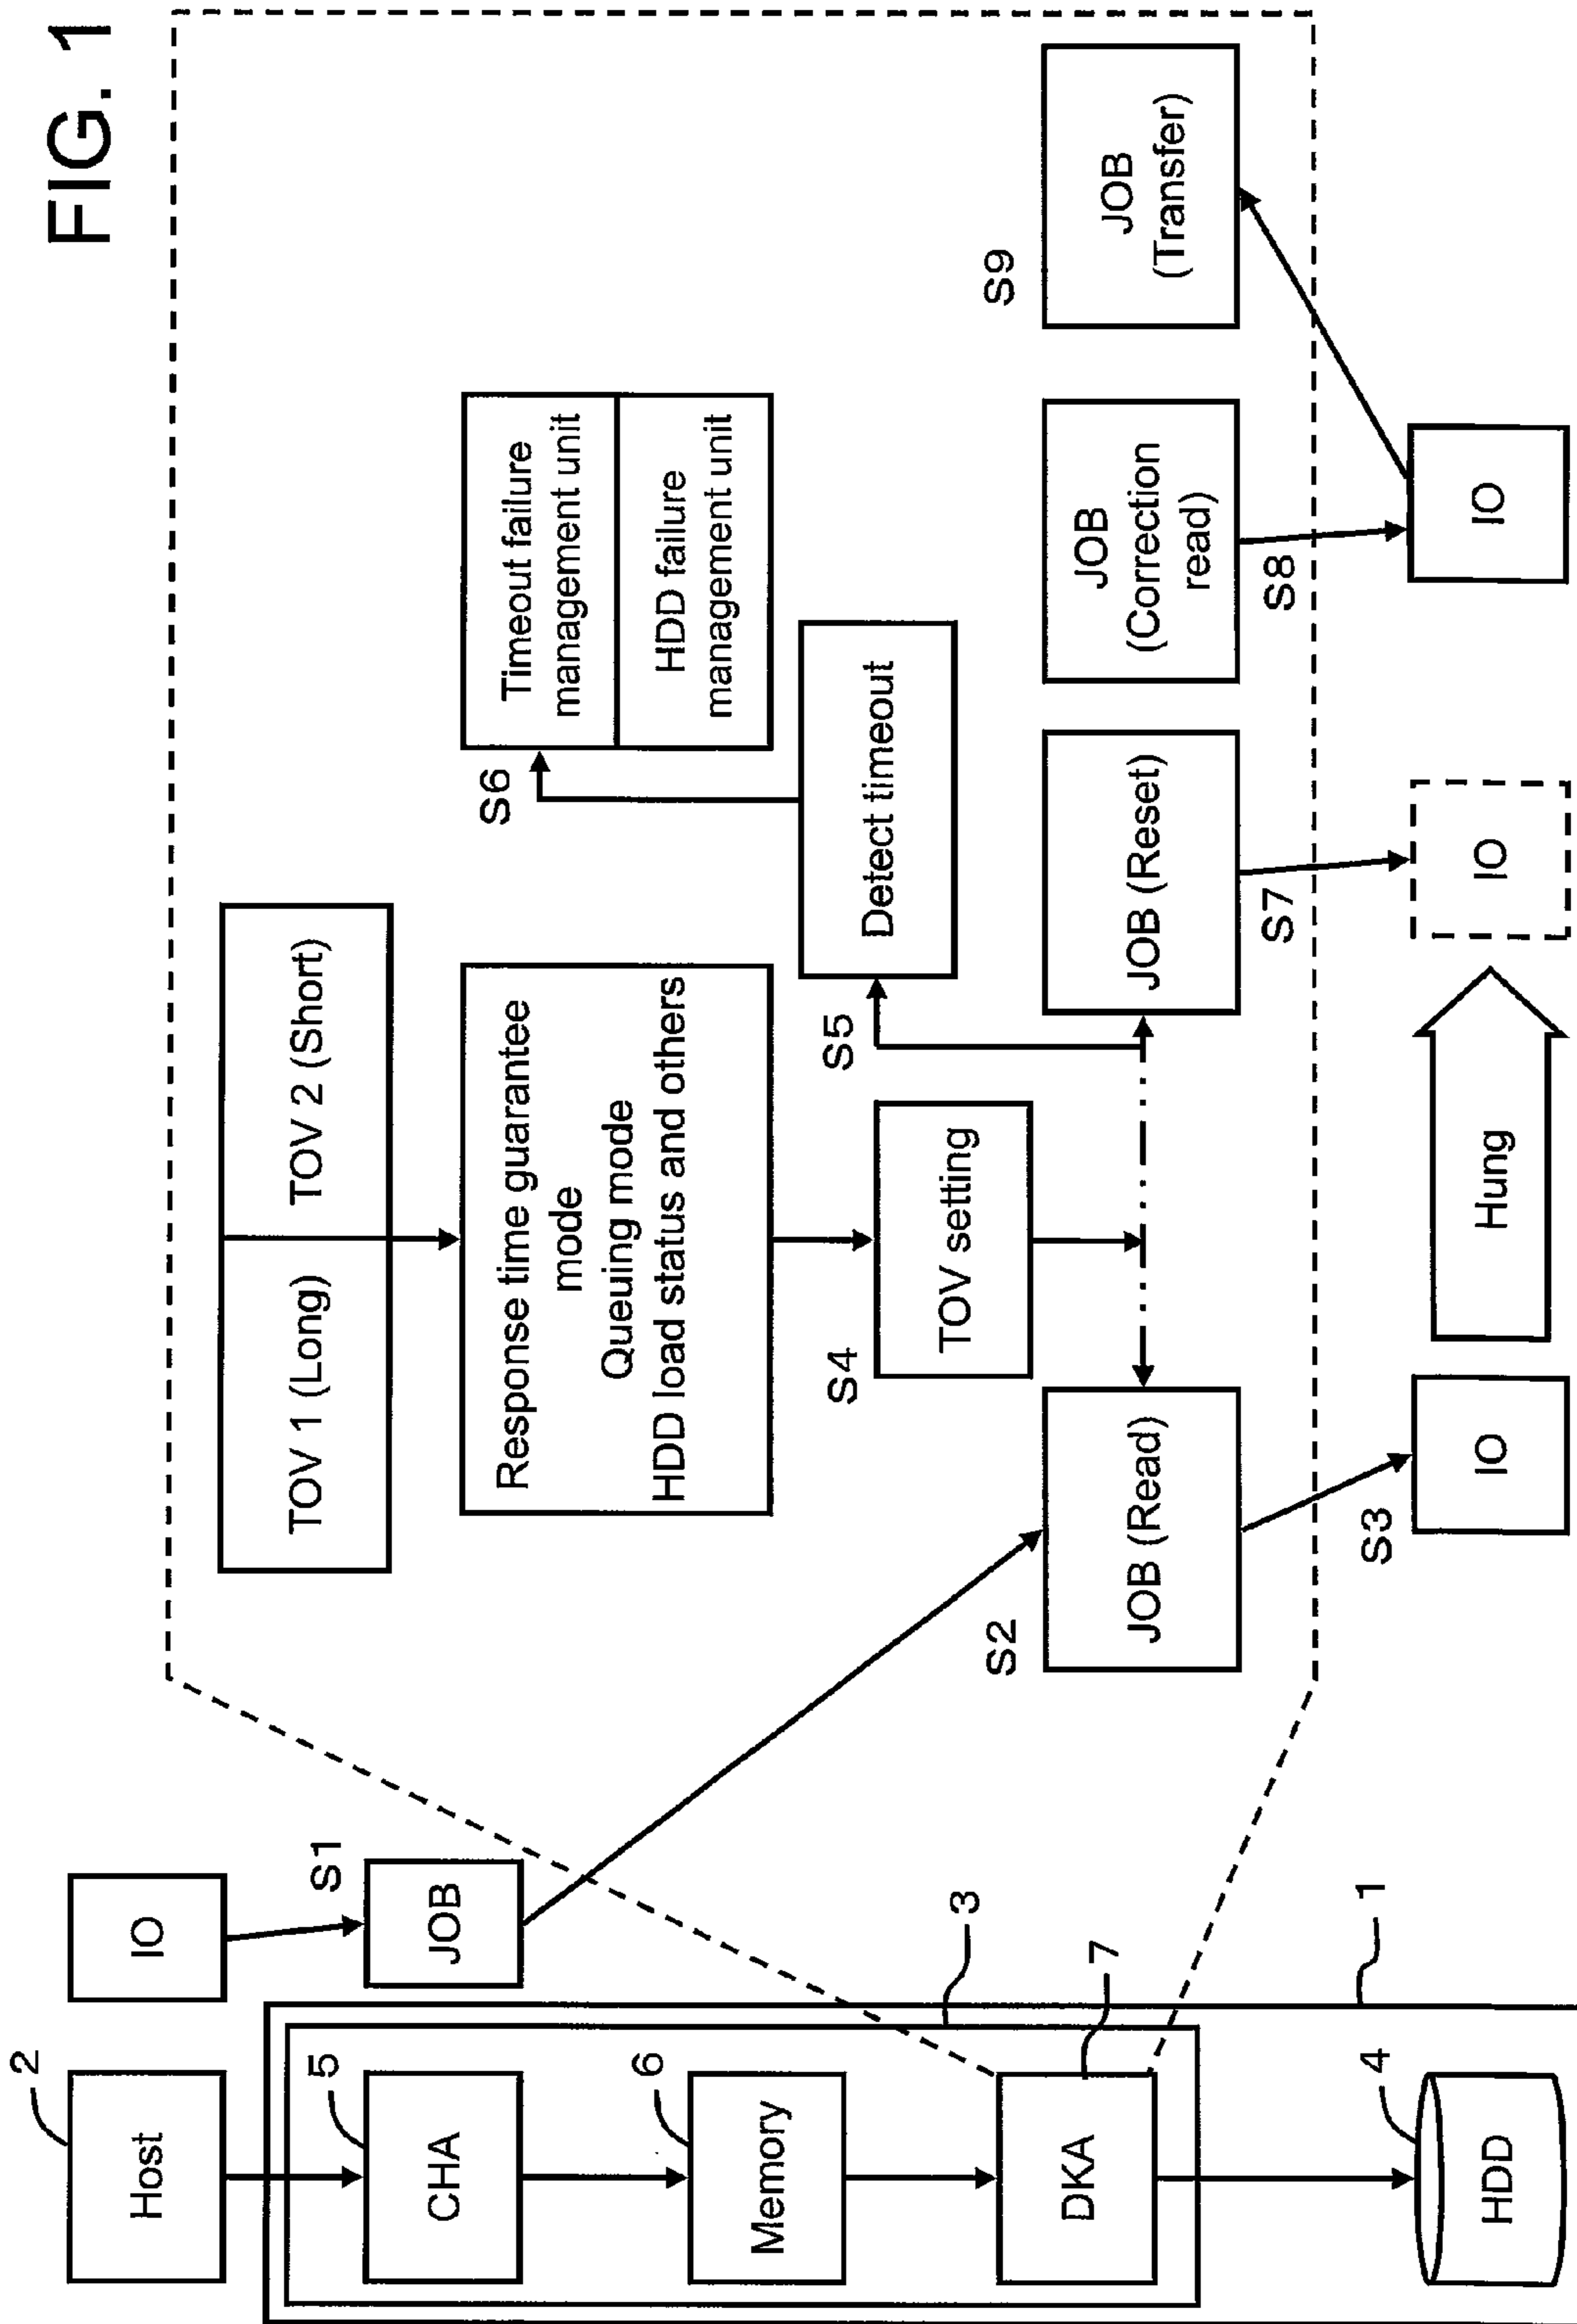 FIG. 1
2
Host
IO
S1
5
CHA
JOB
6
Memory
3
7
DKA
1
4
HDD
TOV 1 (Long)
TOV 2 (Short)
Response time guarantee
mode
Queuing mode
HDD load status and others
S4
TOV setting
S5
Detect timeout
S6
Timeout failure
management unit
HDD failure
management unit
S2
JOB (Read)
JOB (Reset)
JOB
(Correction
read)
S9
JOB
(Transfer)
S3
IO
Hung
S7
IO
S8
IO